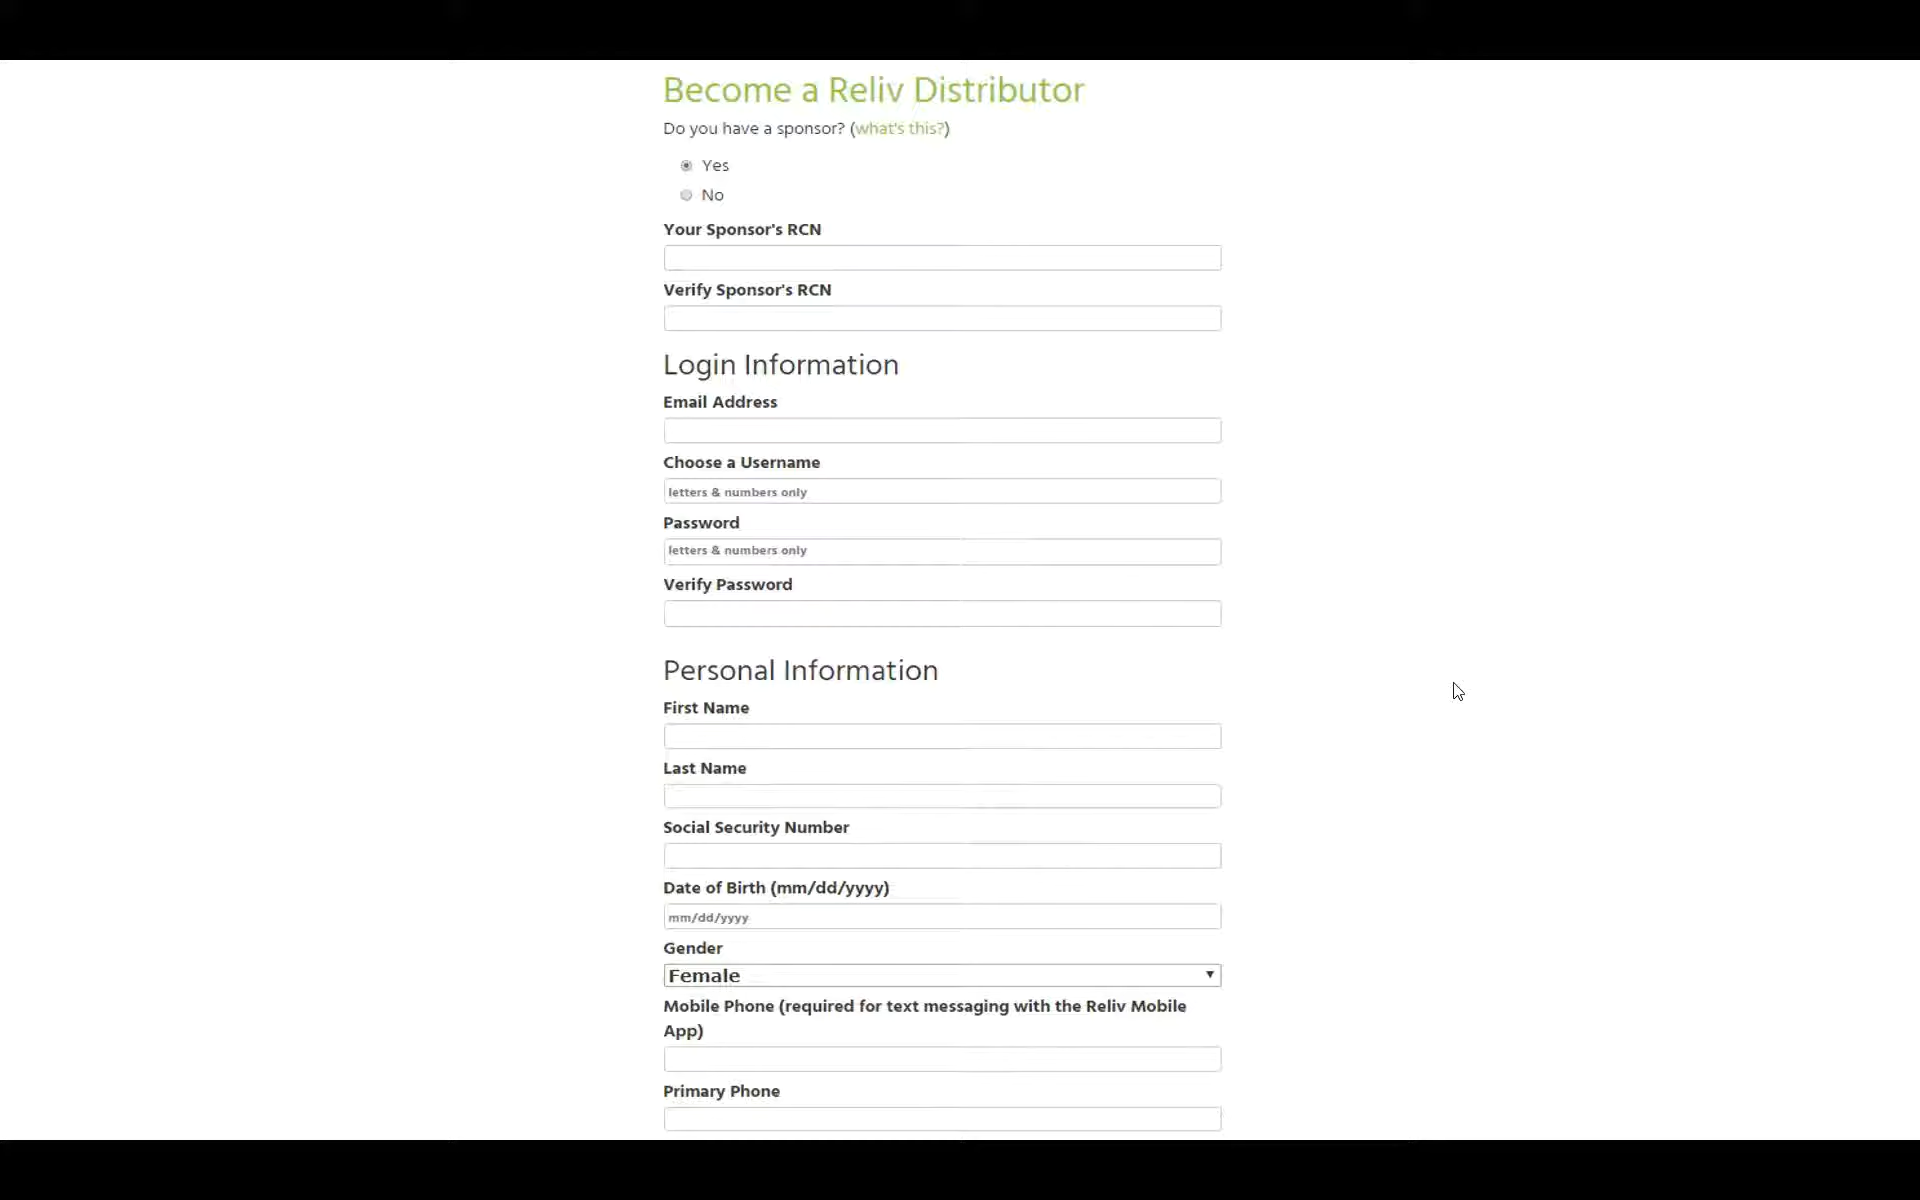 Become a Reliv Distributor
Do you have a sponsor? (what's this?)
Yes
No
Your Sponsor's RCN
Verify Sponsor's RCN
Login Information
Email Address
Choose a Username
letters & numbers only
Password
letters & numbers only
Verify Password
Personal Information
First Name
Last Name
Social Security Number
Date of Birth (mm/dd/yyyy)
mm/dd/yyyy
Gender
Female
Mobile Phone (required for text messaging with the Reliv Mobile
App)
Primary Phone